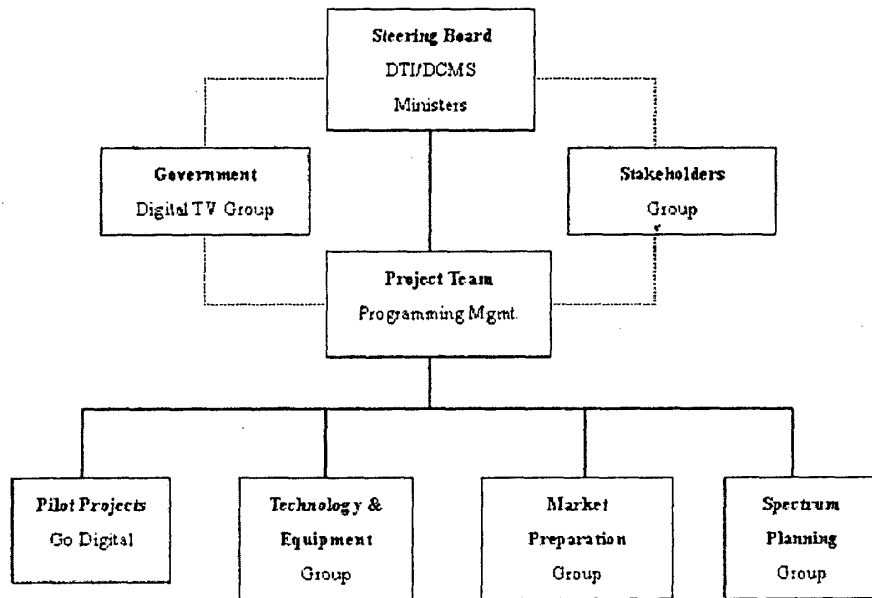 Steering Board
DTI/DCMS
Ministers
Government
Digital TV Group
Stakeholders
Group
Project Team
Programming Mgmt.
Pilot Projects
Go Digital
Technology &
Equipment
Group
Market
Preparation
Group
Spectrum
Planning
Group